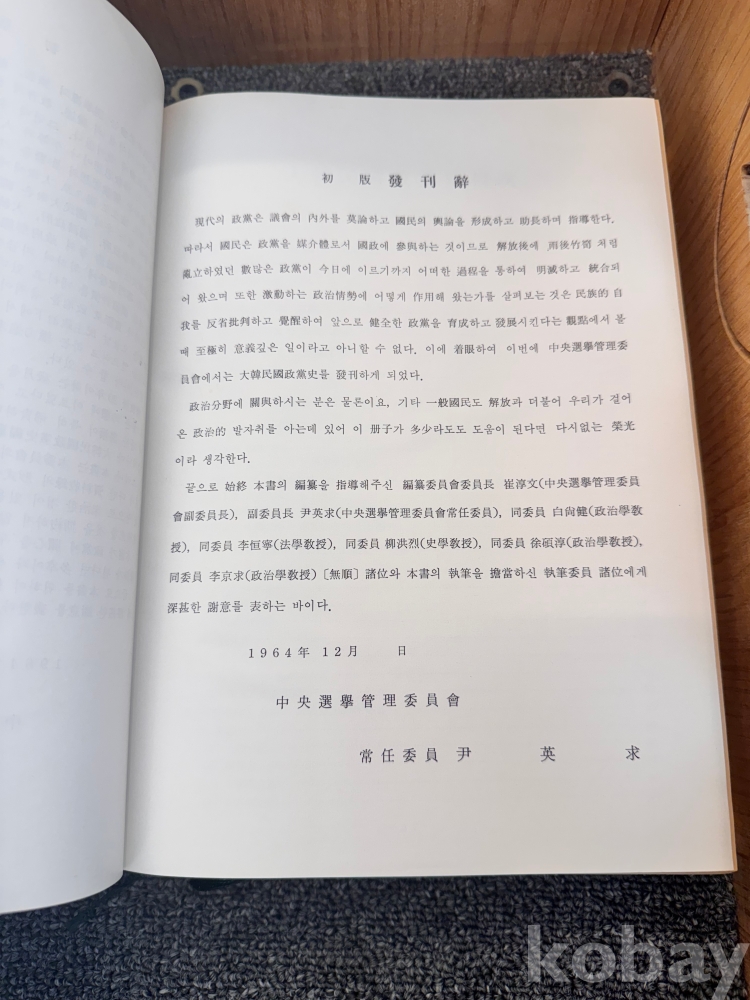 初 版 發 刊 辭
現代의 政黨은 議會의 內外를 莫論하고 國民의 輿論을 形成하고 助長하며 指導한다.
따라서 國民은 政黨을 媒介體로서 國政에 參與하는 것이므로 解放後에 雨後竹筍 처럼
亂立하였던 數많은 政黨이 今日에 이르기까지 어떠한 過程을 通하여 明滅하고 統合되
어 왔으며 또한 激動하는 政治情勢에 어떻게 作用해 왔는가를 살펴보는 것은 民族的 自
我를 反省批判하고 覺醒하여 앞으로 健全한 政黨을 育成하고 發展시킨다는 觀點에서 볼
때 至極히 意義깊은 일이라고 아니할 수 없다. 이에 着眼하여 이번에 中央選擧管理委
員會에서는 大韓民國政黨史를 發刊하게 되었다.
政治分野에 關與하시는 분은 물론이요, 기타 一般國民도 解放과 더불어 우리가 걸어
온 政治的 발자취를 아는데 있어 이 册子가 多少라도도 도움이 된다면 다시없는 榮光
이라 생각한다.
끝으로 始終 本書의 編纂을 指導해주신 編纂委員會委員長 崔淳文(中央選擧管理委員
會副委員長), 副委員長 尹英求(中央選擧管理委員會常任委員), 同委員 白尙健(政治學敎
授), 同委員 李恒寧(法學敎授), 同委員 柳洪烈(史學敎授), 同委員 徐碩淳(政治學敎授),
同委員 李京求(政治學敎授)〔無順〕諸位와 本書의 執筆을 擔當하신 執筆委員 諸位에게
深甚한 謝意를 表하는 바이다.
1964年 12月 日
中央選擧管理委員會
常任委員 尹 英 求
kobay